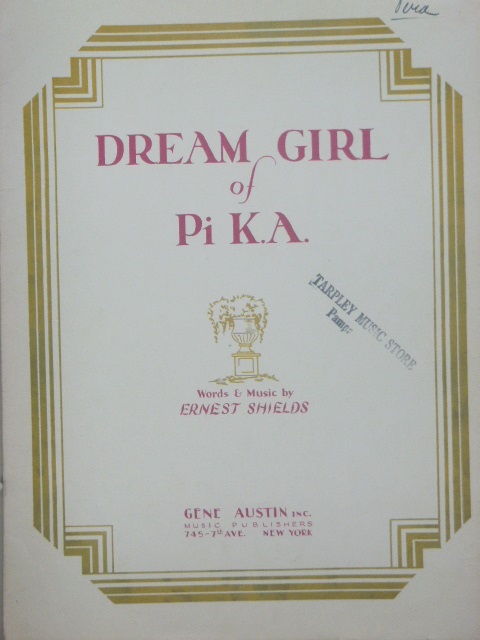 DREAM GIRL
of
Pi K.A.
TARPLEY MUSIC STORE
Words & Music by
ERNEST SHIELDS
GENE AUSTIN INC.
MUSIC PUBLISHERS
745-7th AVE. NEW YORK